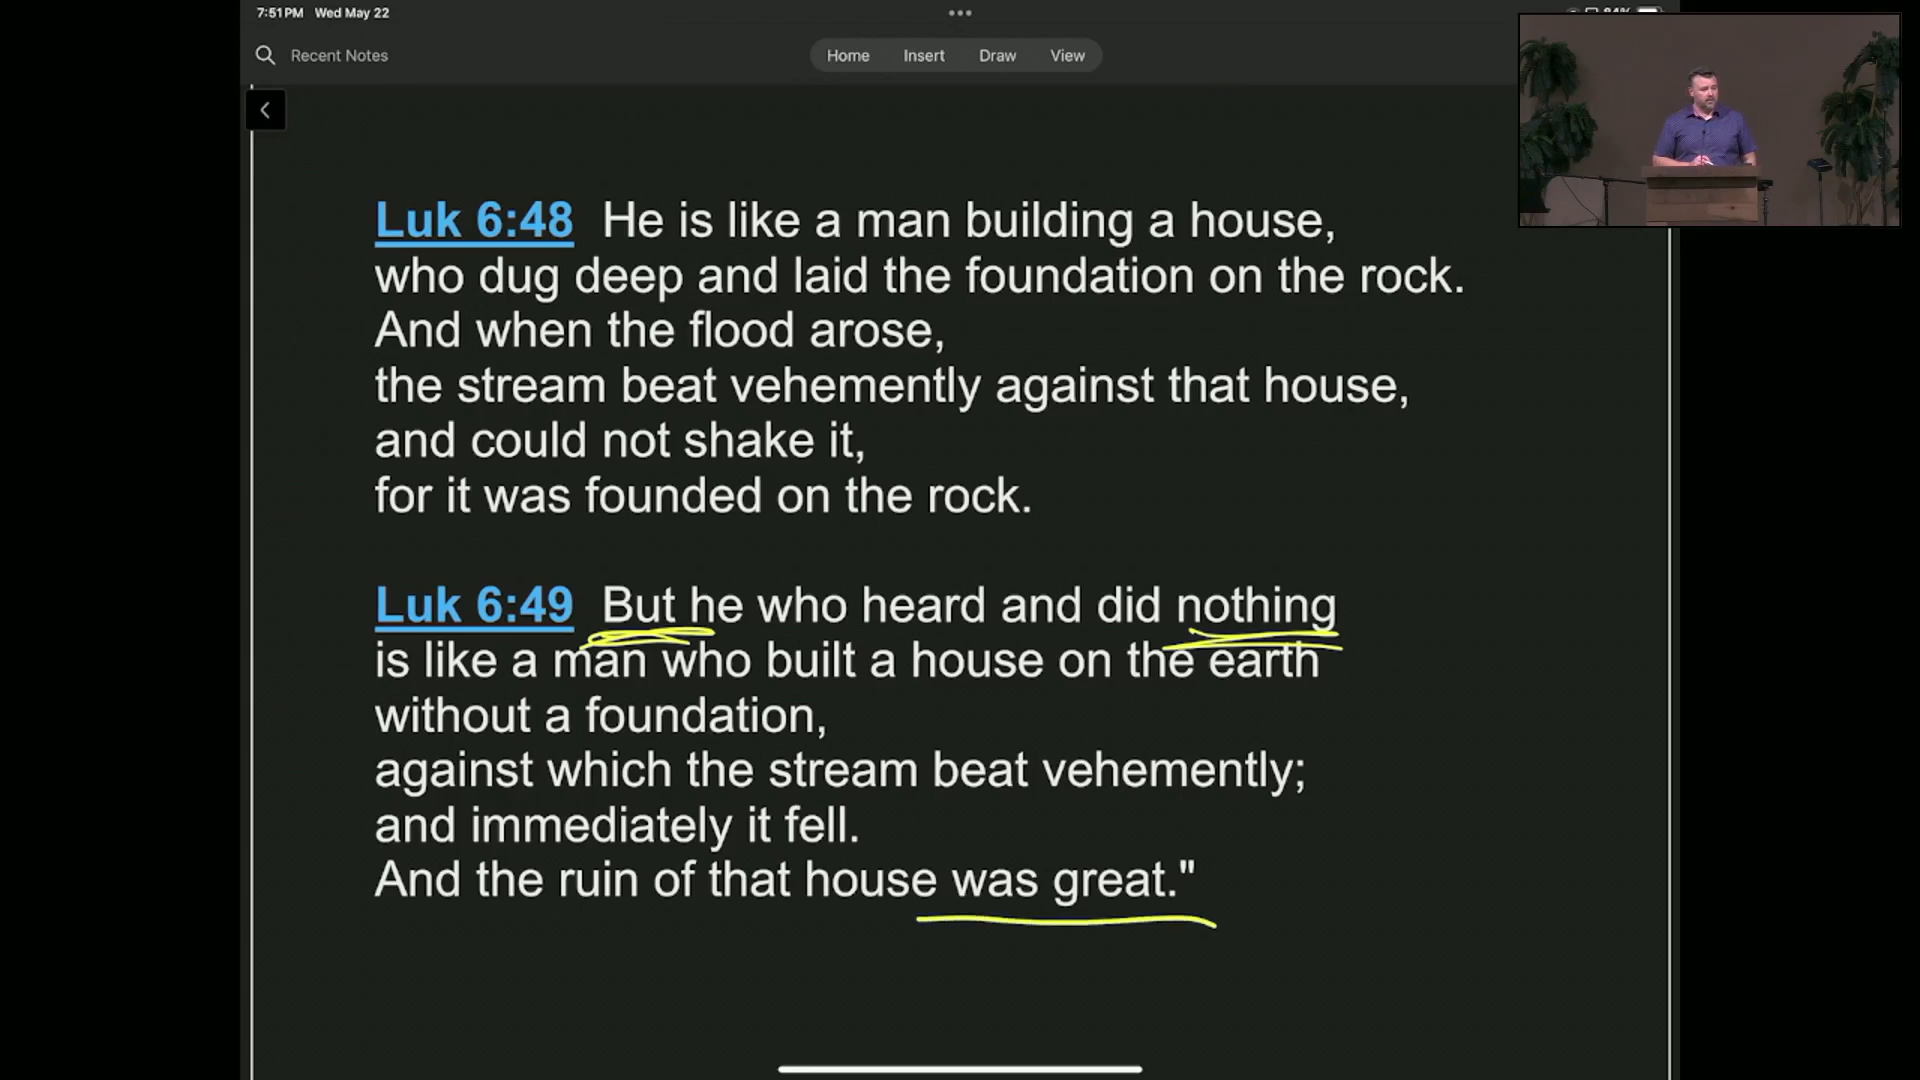 7:51 PM Wed May 22
Recent Notes
Home Insert Draw View
Luk 6:48 He is like a man building a house,
who dug deep and laid the foundation on the rock.
And when the flood arose,
the stream beat vehemently against that house,
and could not shake it,
for it was founded on the rock.
Luk 6:49 But he who heard and did nothing
is like a man who built a house on the earth
without a foundation,
against which the stream beat vehemently;
and immediately it fell.
And the ruin of that house was great."